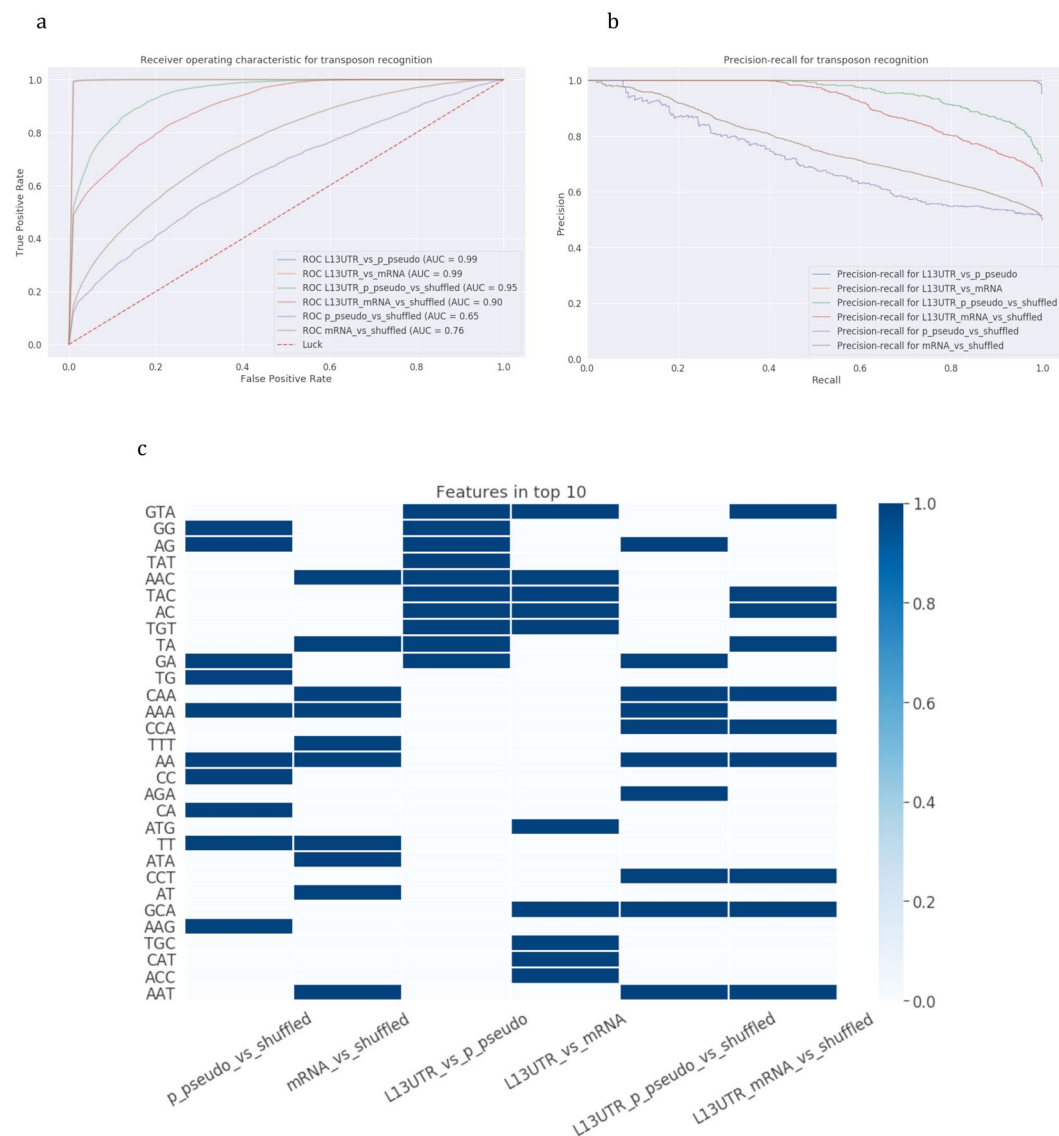 a
Receiver operating characteristic for transposon recognition
True Positive Rate
1.0
0.8
0.6
0.4
0.2
0.0
ROC L13UTR_vs_p_pseudo (AUC = 0.99
ROC L13UTR_vs_mRNA (AUC = 0.99
ROC L13UTR_p_pseudo_vs_shuffled (AUC = 0.95
ROC L13UTR_mRNA_vs_shuffled (AUC = 0.90
ROC p_pseudo_vs_shuffled (AUC = 0.65
ROC mRNA_vs_shuffled (AUC = 0.76
Luck
0.0 0.2 0.4 0.6 0.8 1.0
False Positive Rate
b
Precision-recall for transposon recognition
Precision
1.0
0.8
0.6
0.4
0.2
0.0
Precision-recall for L13UTR_vs_p_pseudo
Precision-recall for L13UTR_vs_mRNA
Precision-recall for L13UTR_p_pseudo_vs_shuffled
Precision-recall for L13UTR_mRNA_vs_shuffled
Precision-recall for p_pseudo_vs_shuffled
Precision-recall for mRNA_vs_shuffled
0.0 0.2 0.4 0.6 0.8 1.0
Recall
c
Features in top 10
GTA
GG
AG
TAT
AAC
TAC
AC
TGT
TA
GA
TG
CAA
AAA
CCA
TTT
AA
CC
AGA
CA
ATG
TT
ATA
CCT
AT
GCA
AAG
TGC
CAT
ACC
AAT
p_pseudo_vs_shuffled
mRNA_vs_shuffled
L13UTR_vs_p_pseudo
L13UTR_vs_mRNA
L13UTR_p_pseudo_vs_shuffled
L13UTR_mRNA_vs_shuffled
1.0
0.8
0.6
0.4
0.2
0.0